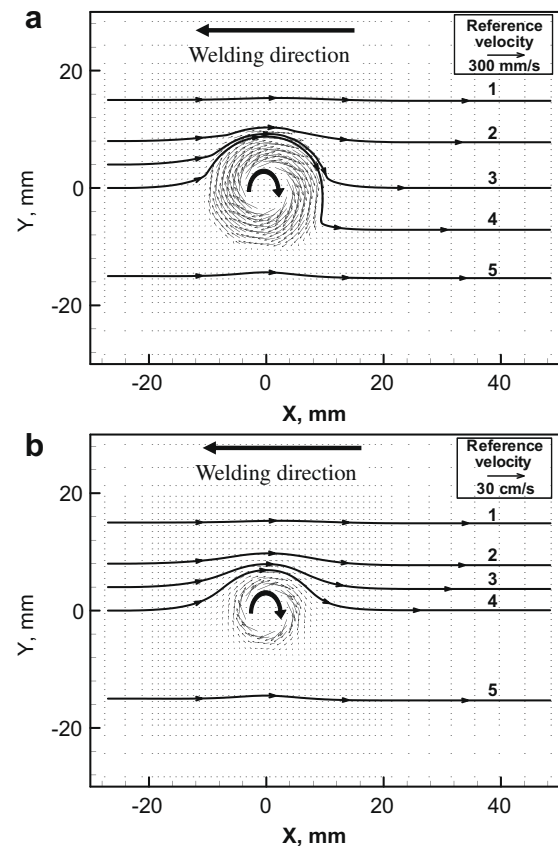 a
Welding direction
Reference
velocity
300 mm/s
1
2
3
4
5
20
0
-20
Y, mm
-20 0 20 40
X, mm
b
Welding direction
Reference
velocity
30 cm/s
1
2
3
4
5
20
0
-20
Y, mm
-20 0 20 40
X, mm